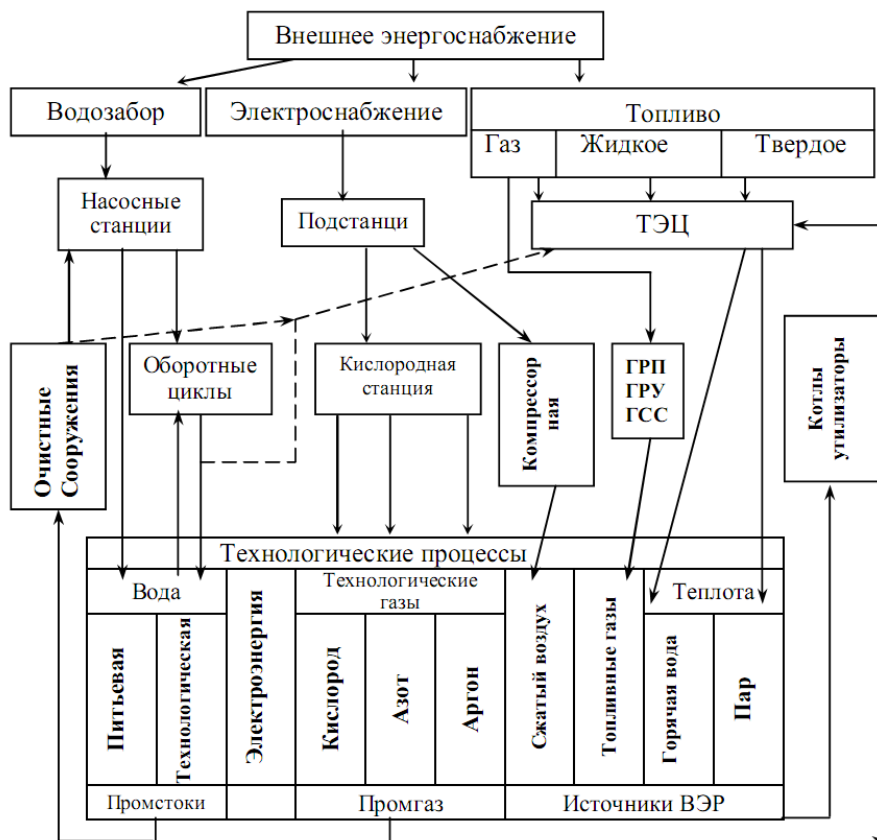 Внешнее энергоснабжение
Водозабор
Электроснабжение
Топливо
Газ
Жидкое
Твердое
Насосные
станции
Подстанци
ТЭЦ
Очистные
Сооружения
Оборотные
циклы
Кислородная
станция
Компрессор
ная
ГРП
ГРУ
ГСС
Котлы
утилизаторы
Технологические процессы
Вода
Электроэнергия
Технологические
газы
Сжатый воздух
Топливные газы
Теплота
Питьевая
Технологическая
Кислород
Азот
Аргон
Горячая вода
Пар
Промстоки
Промгаз
Источники ВЭР